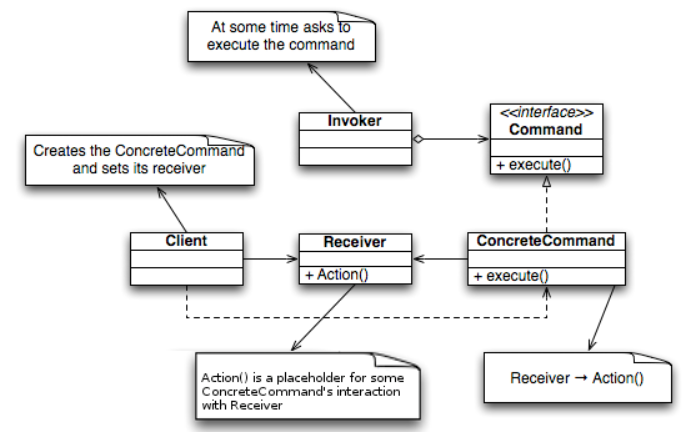 At some time asks to
execute the command
Invoker
<<interface>>
Command
+ execute()
Creates the ConcreteCommand
and sets its receiver
Client
Receiver
+ Action()
ConcreteCommand
+ execute()
Action() is a placeholder for some
ConcreteCommand's interaction
with Receiver
Receiver → Action()